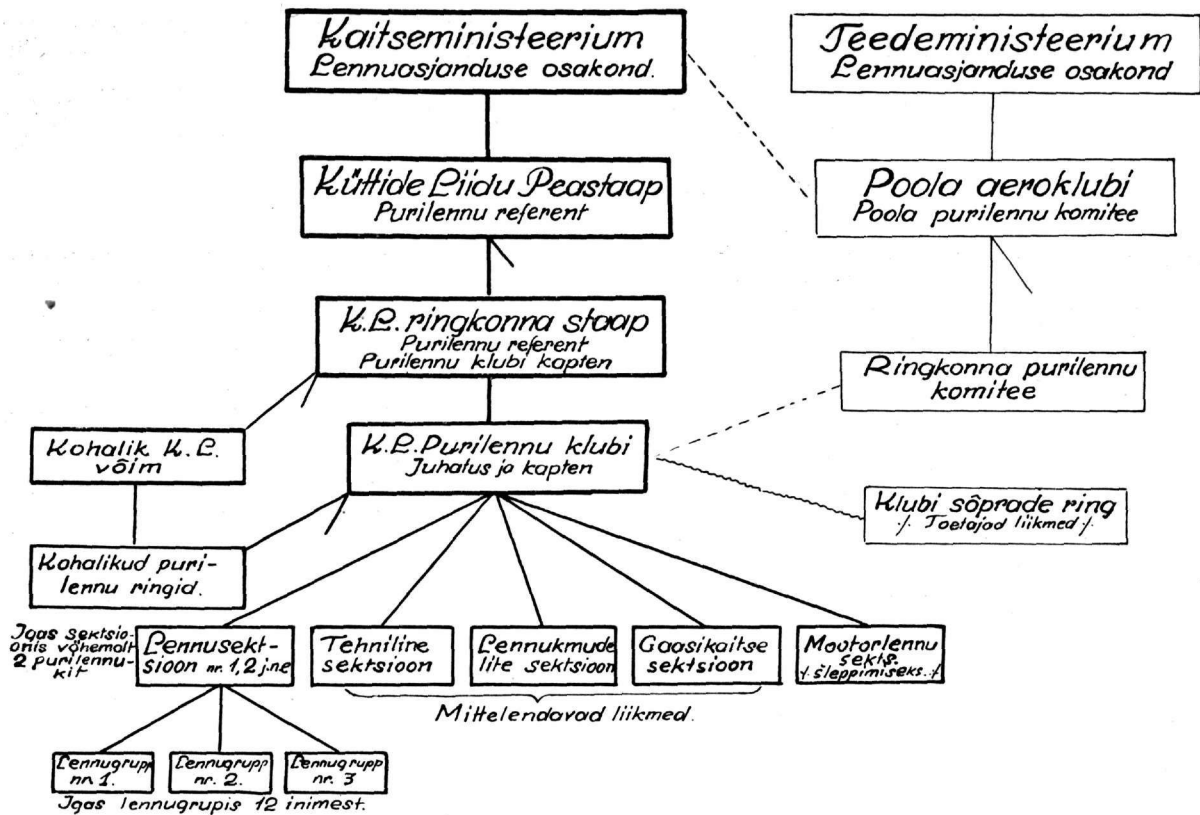 Kaitseministeerium
Lennuasjanduse osakond.
Teedeministeerium
Lennuasjanduse osakond
Küttide Liidu Peastaap
Purilennu referent
Poola aeroklubi
Poola purilennu komitee
K.L. ringkonna staap
Purilennu referent
Purilennu klubi kapten
Ringkonna purilennu
komitee
Kohalik K.L.
võim
K.L. Purilennu klubi
Juhatus ja kapten
Klubi sõprade ring
./. Toetajad liikmed ./.
Kohalikud puri-
lennu ringid.
Igas sektsio-
onis vähemalt
2 purilennu-
kit
Lennusekt-
sioon nr. 1, 2 j.n.e
Tehniline
sektsioon
Lennukmude
lite sektsioon
Gaasikaitse
sektsioon
Mootorlennu
sekts.
./. šleppimiseks. ./.
Mittelendavad liikmed.
Lennugrupp
nr. 1.
Lennugrupp
nr. 2.
Lennugrupp
nr. 3
Igas lennugrupis 12 inimest.